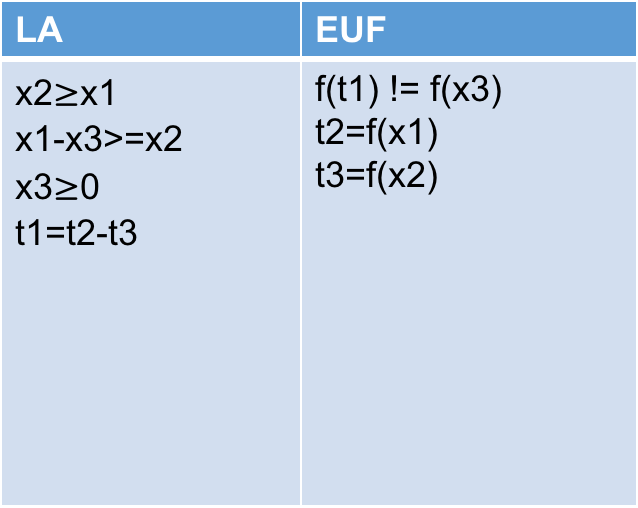 LA
EUF
x2≥x1
x1-x3>=x2
x3≥0
t1=t2-t3
f(t1) != f(x3)
t2=f(x1)
t3=f(x2)